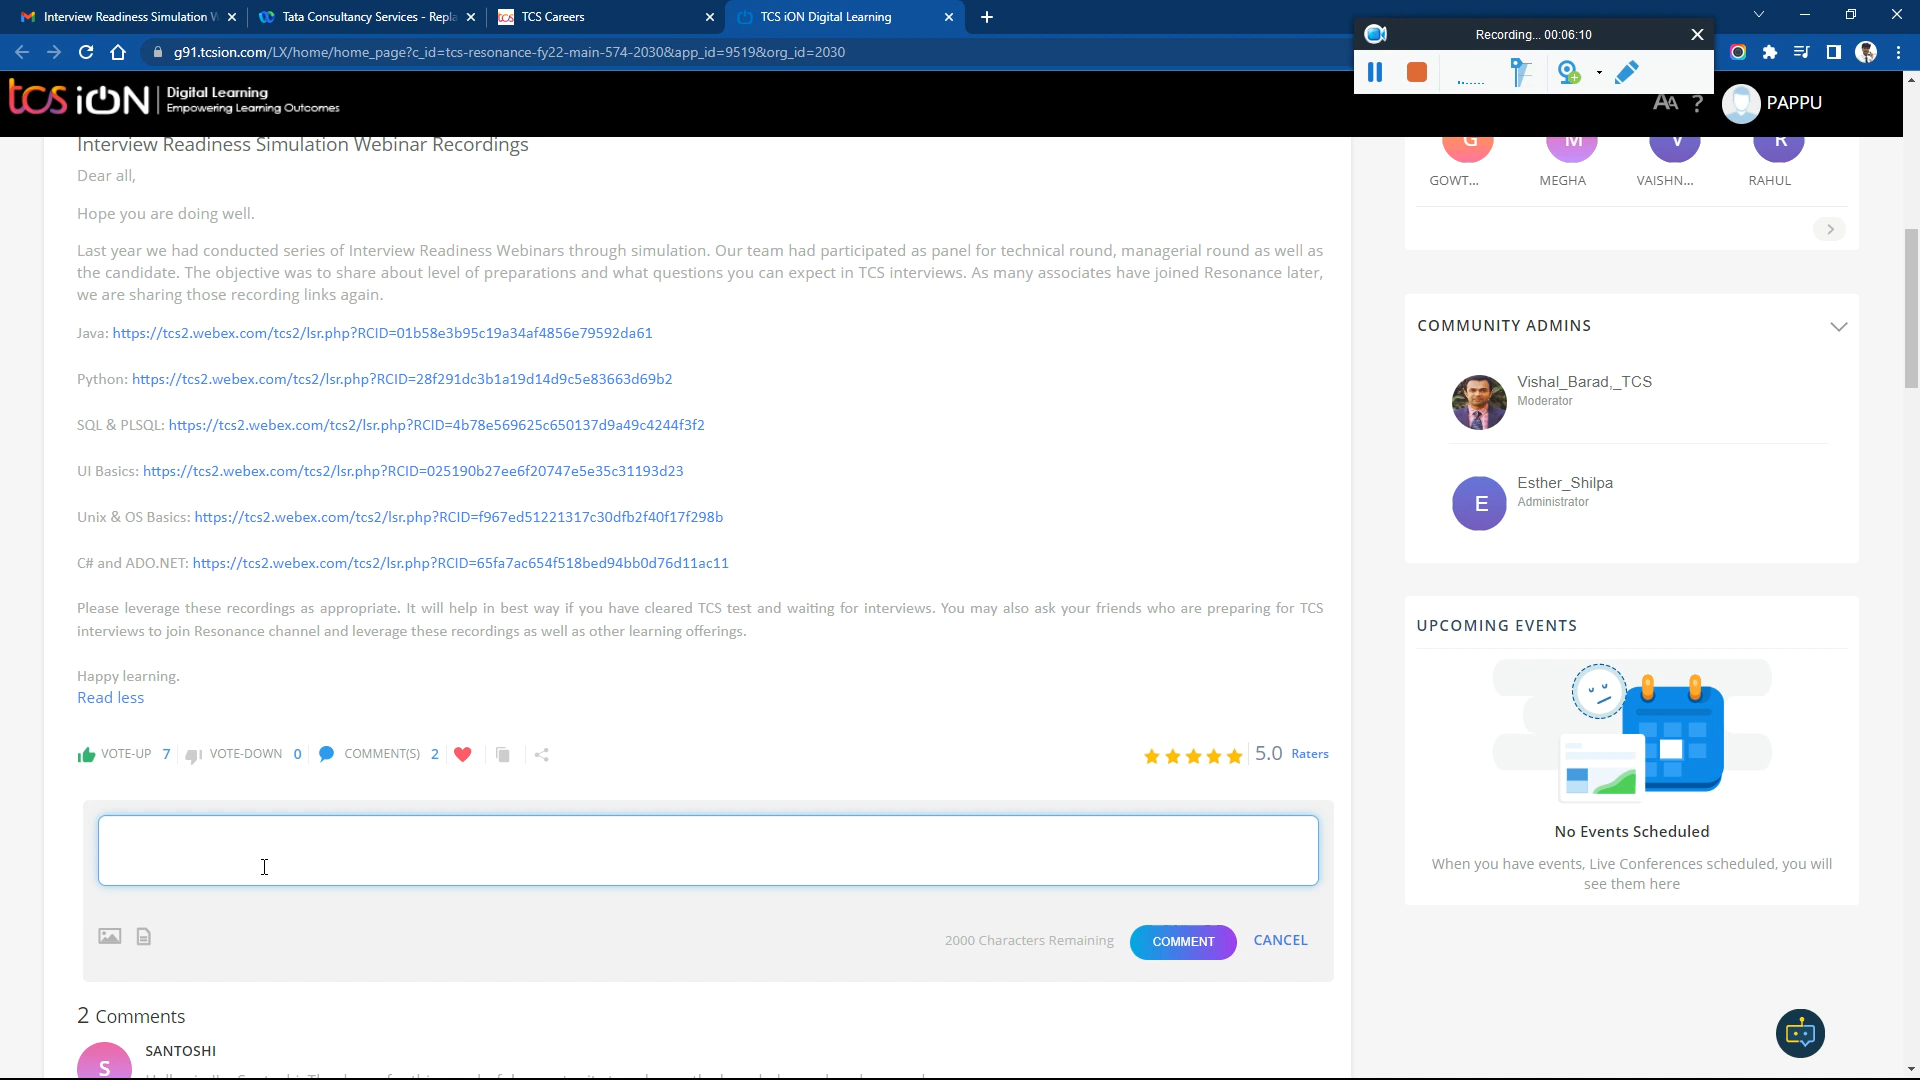 Interview Readiness Simulation W
Tata Consultancy Services - Repla
TCS Careers
TCS iON Digital Learning
Recording... 00:06:10
g91.tcsion.com/LX/home/home_page?c_id=tcs-resonance-fy22-main-574-2030&app_id=9519&org_id=2030
tcs iON
Digital Learning
Empowering Learning Outcomes
AA ? PAPPU
Interview Readiness Simulation Webinar Recordings
Dear all,
Hope you are doing well.
Last year we had conducted series of Interview Readiness Webinars through simulation. Our team had participated as panel for technical round, managerial round as well as
the candidate. The objective was to share about level of preparations and what questions you can expect in TCS interviews. As many associates have joined Resonance later,
we are sharing those recording links again.
Java: https://tcs2.webex.com/tcs2/lsr.php?RCID=01b58e3b95c19a34af4856e79592da61
Python: https://tcs2.webex.com/tcs2/lsr.php?RCID=28f291dc3b1a19d14d9c5e83663d69b2
SQL & PLSQL: https://tcs2.webex.com/tcs2/lsr.php?RCID=4b78e569625c650137d9a49c4244f3f2
UI Basics: https://tcs2.webex.com/tcs2/lsr.php?RCID=025190b27ee6f20747e5e35c31193d23
Unix & OS Basics: https://tcs2.webex.com/tcs2/lsr.php?RCID=f967ed51221317c30dfb2f40f17f298b
C# and ADO.NET: https://tcs2.webex.com/tcs2/lsr.php?RCID=65fa7ac654f518bed94bb0d76d11ac11
Please leverage these recordings as appropriate. It will help in best way if you have cleared TCS test and waiting for interviews. You may also ask your friends who are preparing for TCS
interviews to join Resonance channel and leverage these recordings as well as other learning offerings.
Happy learning.
Read less
VOTE-UP 7 VOTE-DOWN 0 COMMENT(S) 2
5.0 Raters
2000 Characters Remaining COMMENT CANCEL
2 Comments
S SANTOSHI
G M V R
GOWT... MEGHA VAISHN... RAHUL
COMMUNITY ADMINS
Vishal_Barad,_TCS
Moderator
E
Esther_Shilpa
Administrator
UPCOMING EVENTS
No Events Scheduled
When you have events, Live Conferences scheduled, you will
see them here